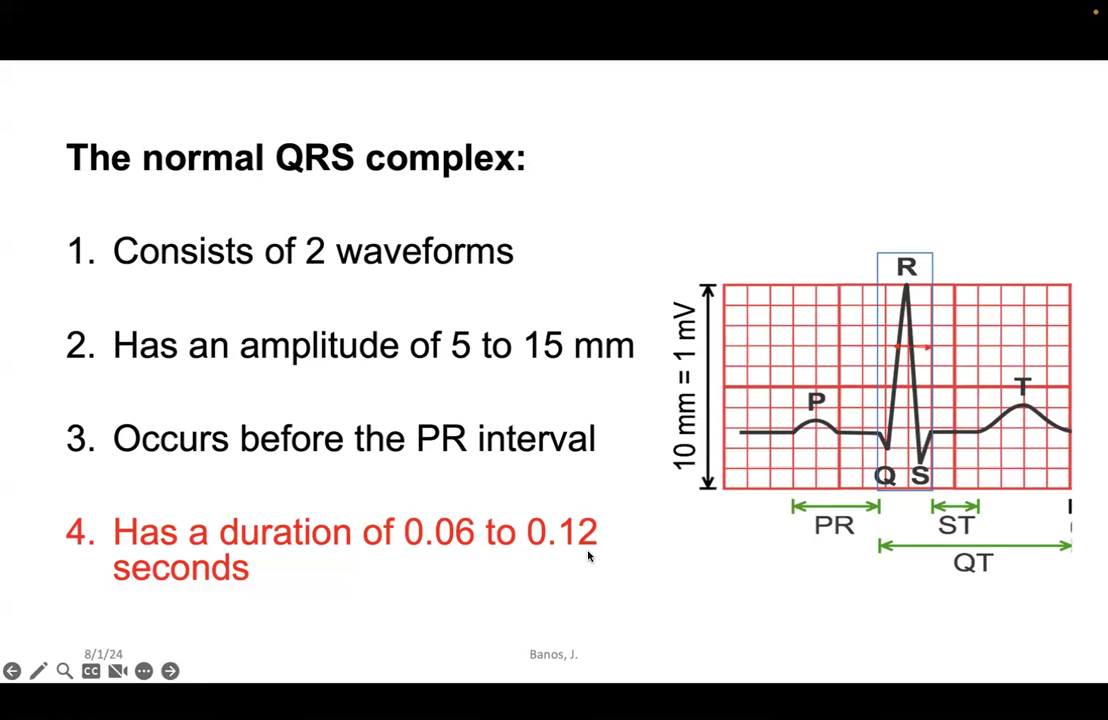 The normal QRS complex:
1. Consists of 2 waveforms
2. Has an amplitude of 5 to 15 mm
3. Occurs before the PR interval
4. Has a duration of 0.06 to 0.12
seconds
10 mm = 1 mV
R
P
T
Q S
PR
ST
QT
8/1/24
Banos, J.
CC